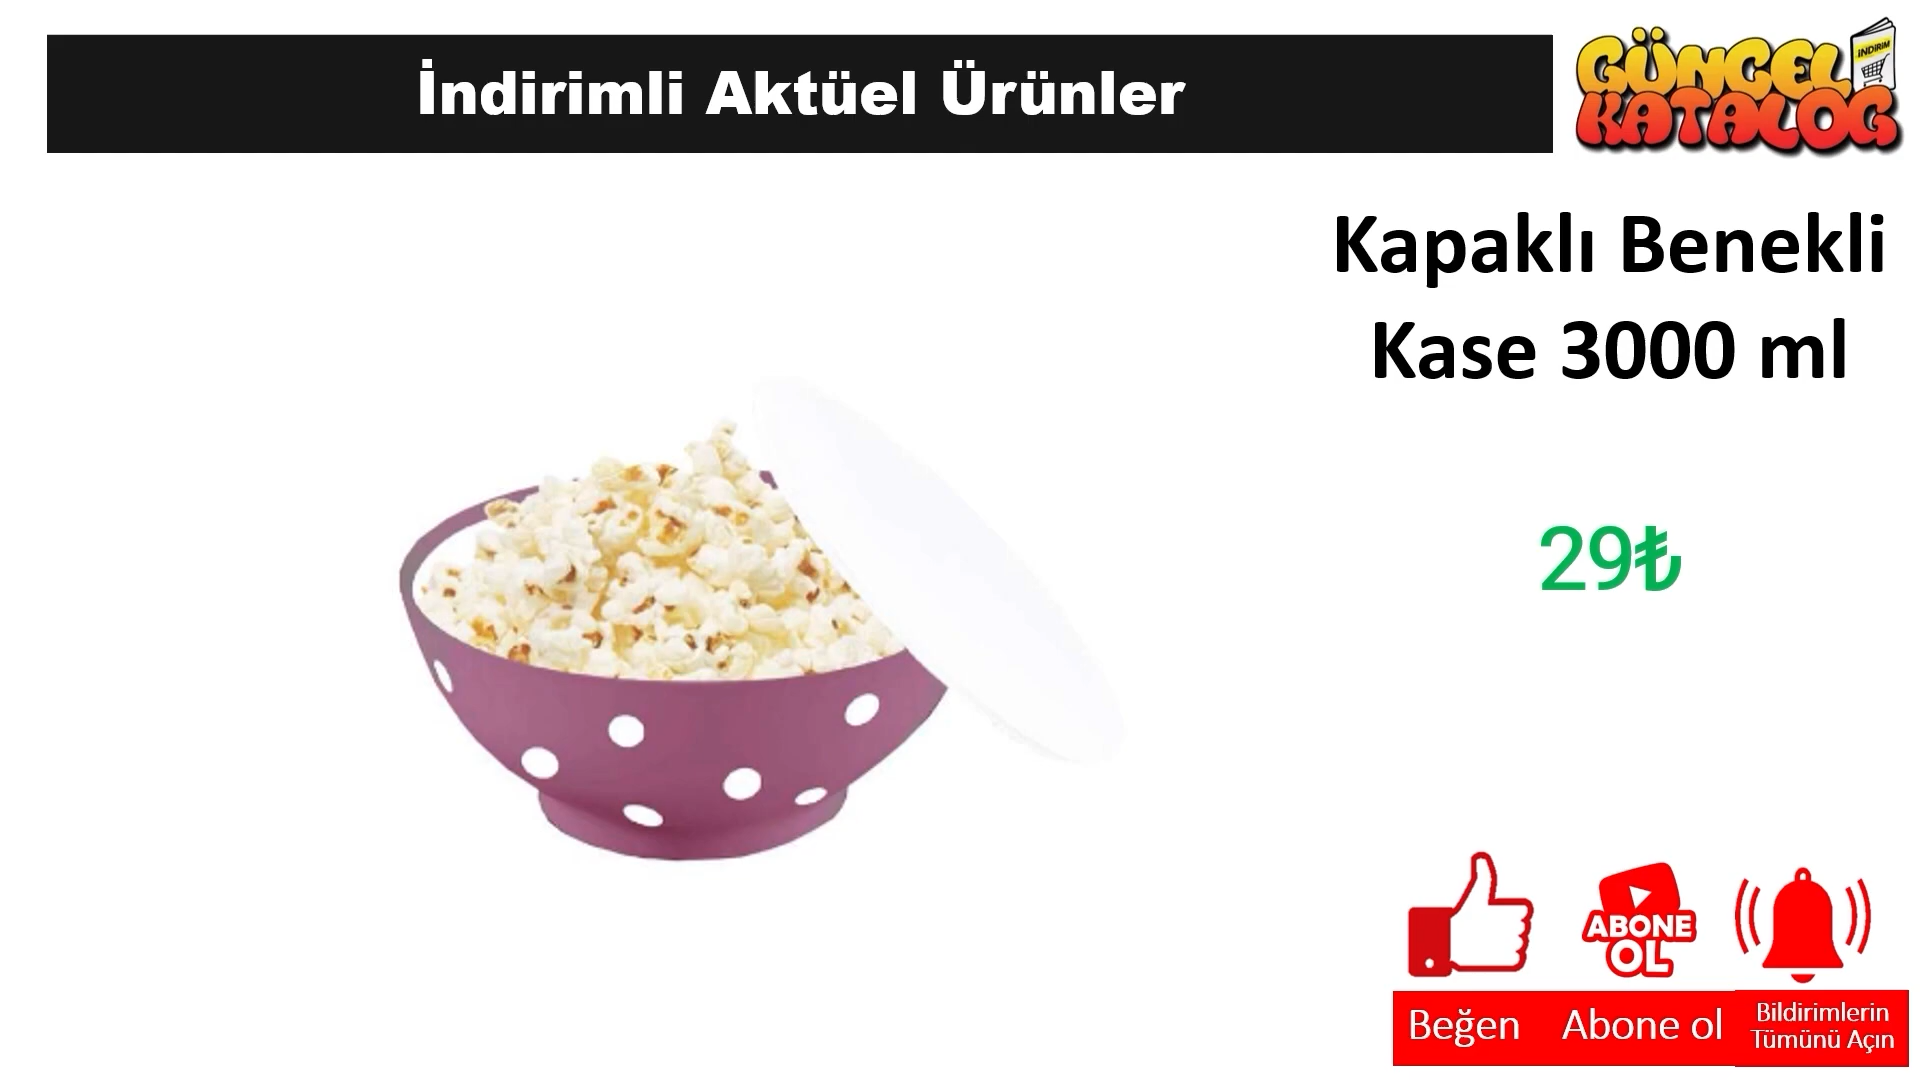 İndirimli Aktüel Ürünler
GÜNCEL
KATALOG
İNDİRİM
Kapaklı Benekli
Kase 3000 ml
29₺
ABONE
OL
Beğen
Abone ol
Bildirimlerin
Tümünü Açın